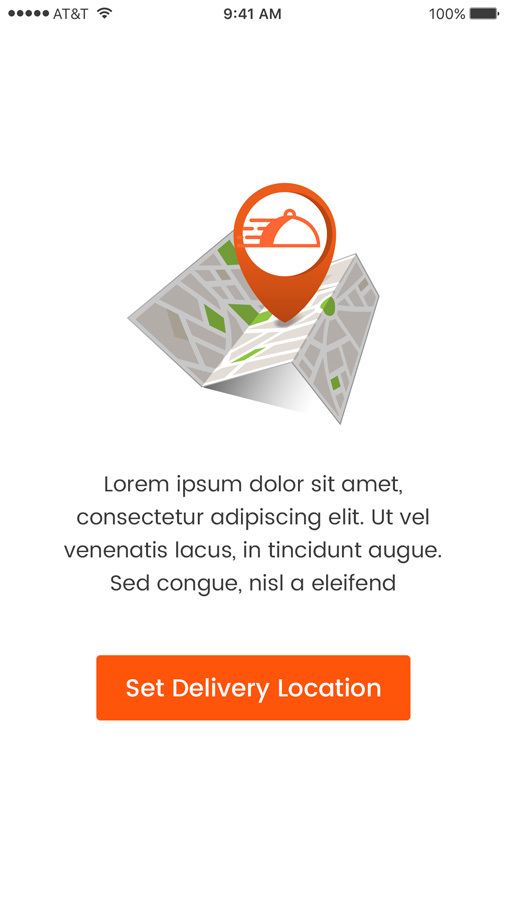 AT&T 9:41 AM 100%
Lorem ipsum dolor sit amet,
consectetur adipiscing elit. Ut vel
venenatis lacus, in tincidunt augue.
Sed congue, nisl a eleifend
Set Delivery Location